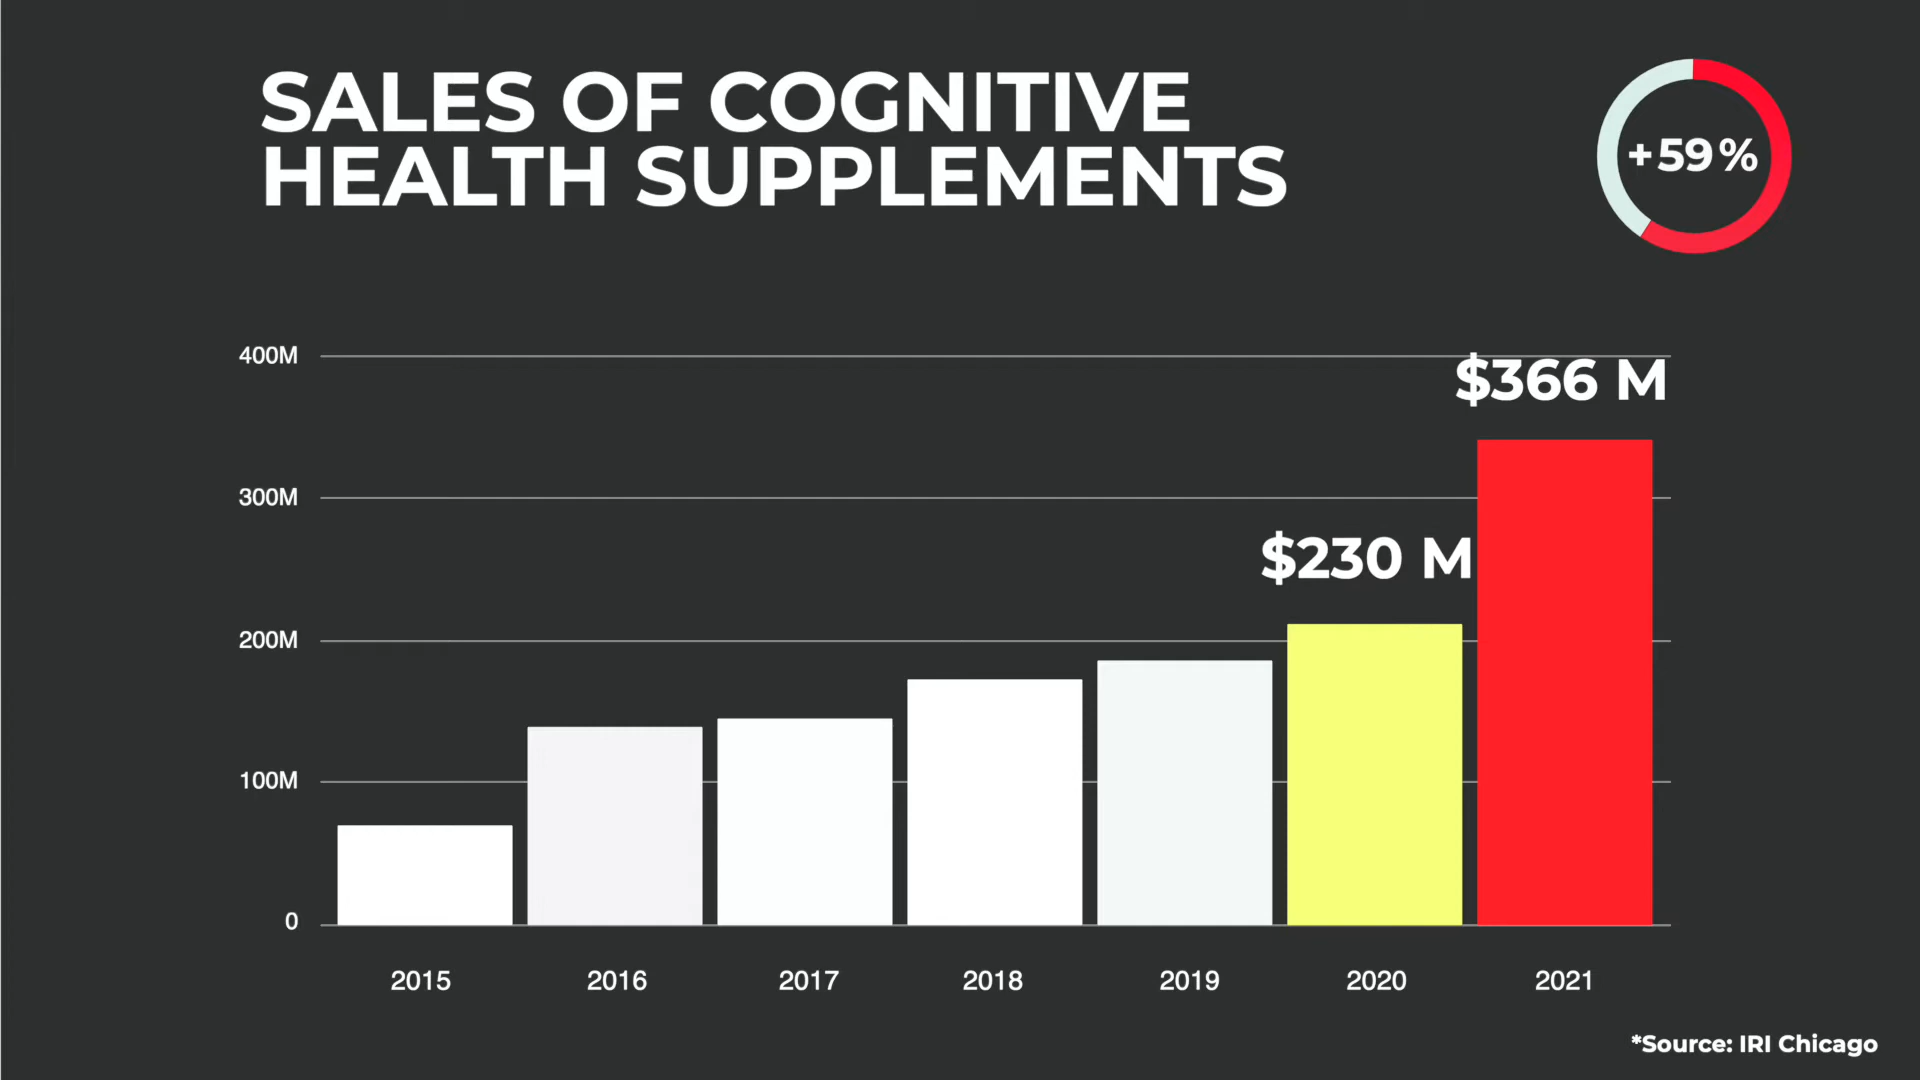 SALES OF COGNITIVE
HEALTH SUPPLEMENTS
+59%
400M
$366 M
300M
$230 M
200M
100M
0
2015 2016 2017 2018 2019 2020 2021
*Source: IRI Chicago